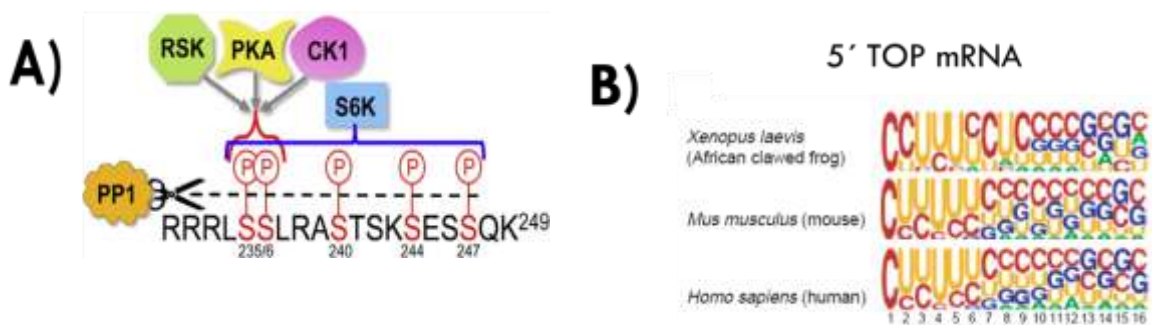 A)
RSK PKA CK1
S6K
P P P P P
PP1
RRRLSSLRASTSKSESSQK249
235/6 240 244 247
B)
5´ TOP mRNA
Xenopus laevis
(African clawed frog)
Mus musculus (mouse)
Homo sapiens (human)
1 2 3 4 5 6 7 8 9 10 11 12 13 14 15 16